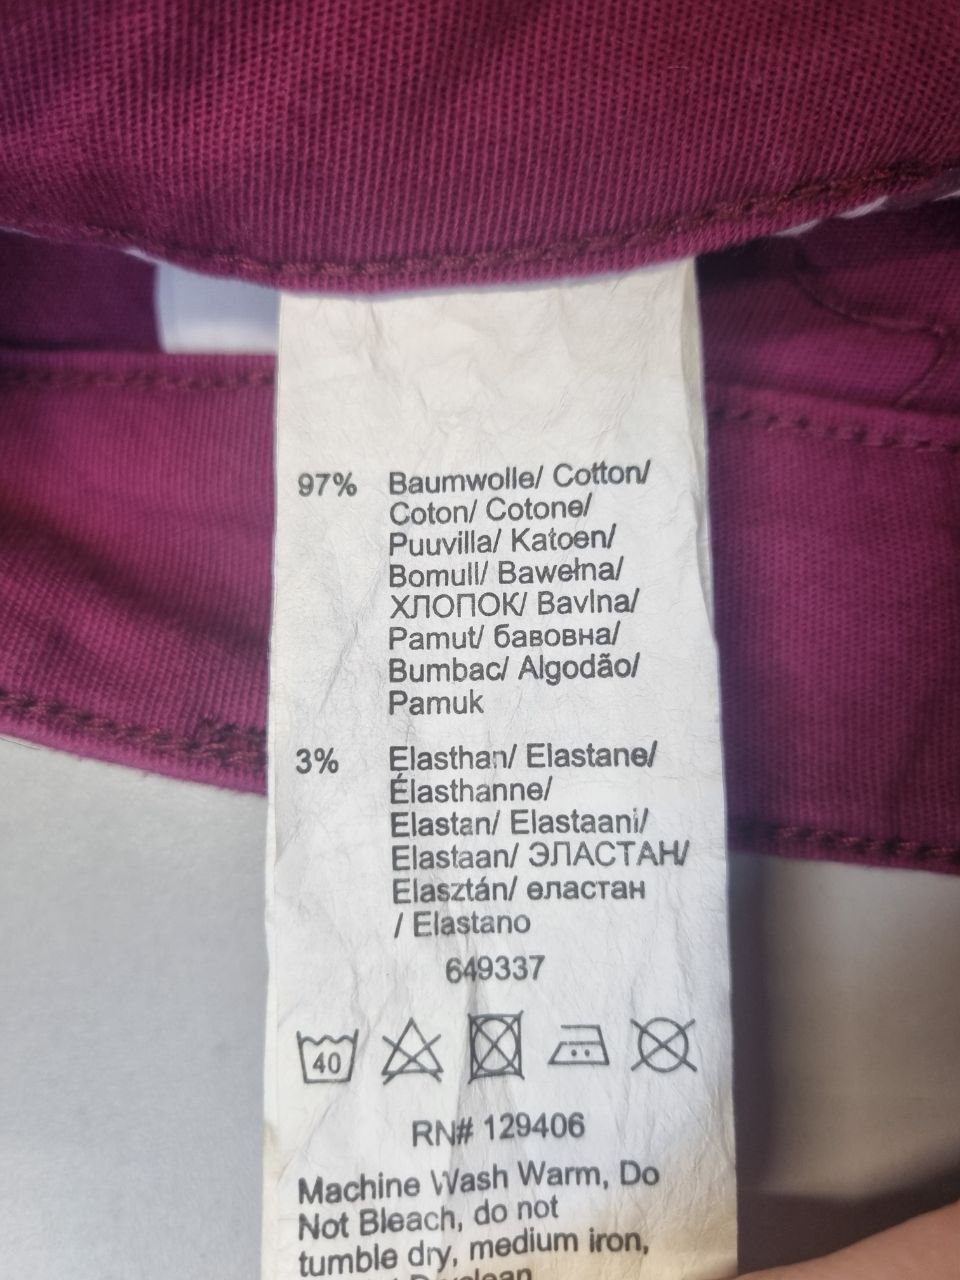 97% Baumwolle/ Cotton/
Coton/ Cotone/
Puuvilla/ Katoen/
Bomull/ Bawełna/
ХЛОПОК/ Bavlna/
Pamut/ бавовна/
Bumbac/ Algodão/
Pamuk
3% Elasthan/ Elastane/
Élasthanne/
Elastan/ Elastaani/
Elastaan/ ЭЛАСТАН/
Elasztán/ еластан
/ Elastano
649337
40
RN# 129406
Machine Wash Warm, Do
Not Bleach, do not
tumble dry, medium iron,